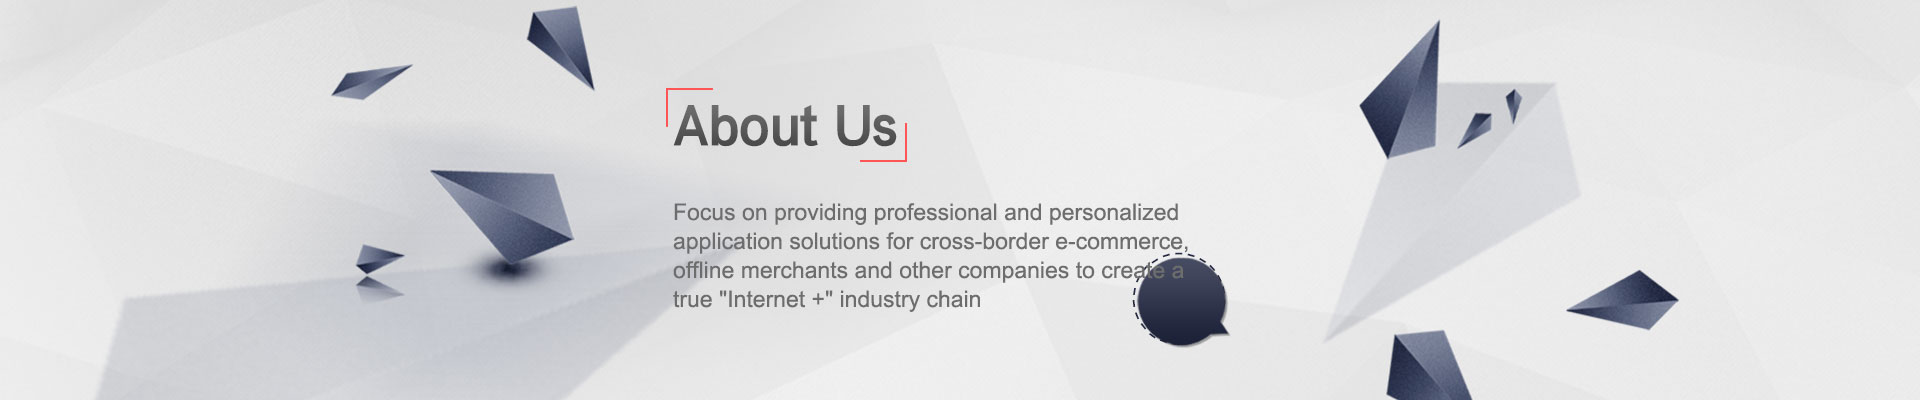 About Us
Focus on providing professional and personalized
application solutions for cross-border e-commerce,
offline merchants and other companies to create a
true "Internet +" industry chain